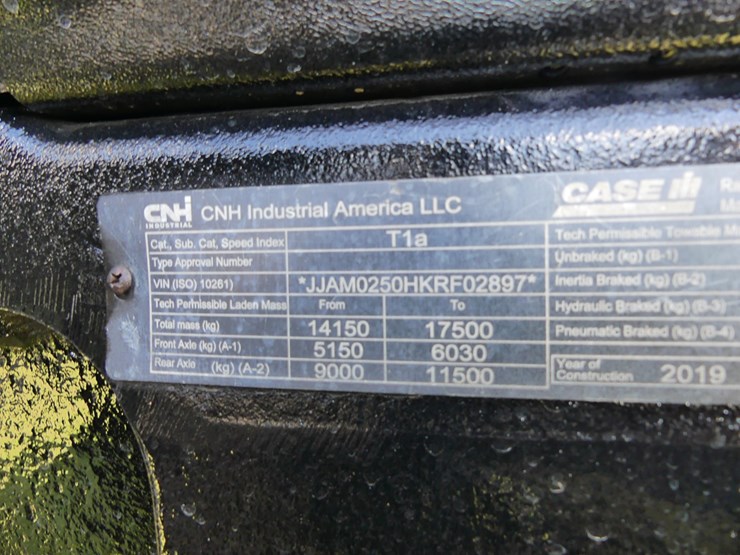 CNH INDUSTRIAL CNH Industrial America LLC CASE IH
Cat., Sub. Cat, Speed Index T1a Tech Permissible Towable
Type Approval Number Unbraked (kg) (B-1)
VIN (ISO) 10261) *JJAM0250HKRF02897* Inertia Braked (kg) (B-2)
Tech Permissible Laden Mass From To Hydraulic Braked (kg) (B-3)
Total mass (kg) 14150 17500 Pneumatic Braked (kg) (B-4)
Front Axle (kg) (A-1) 5150 6030
Rear Axle (kg) (A-2) 9000 11500 Year of Construction 2019